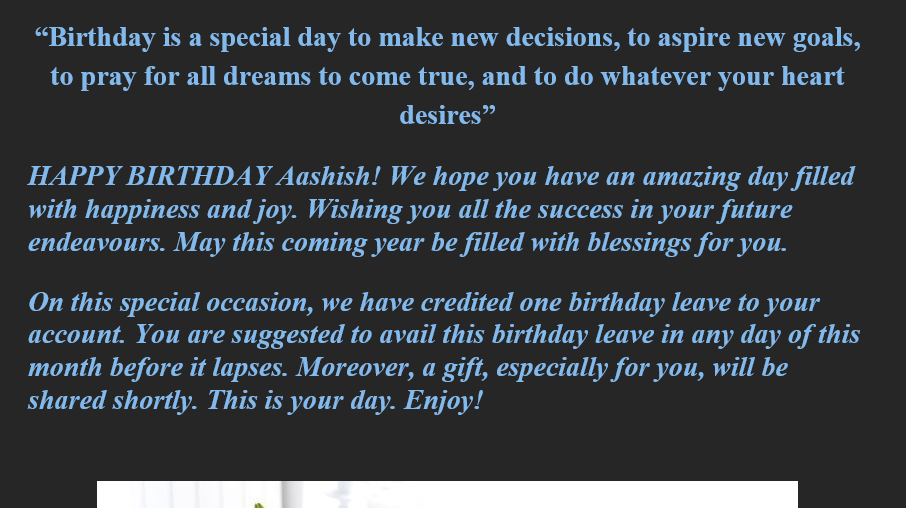 “Birthday is a special day to make new decisions, to aspire new goals,
to pray for all dreams to come true, and to do whatever your heart
desires”
HAPPY BIRTHDAY Aashish! We hope you have an amazing day filled
with happiness and joy. Wishing you all the success in your future
endeavours. May this coming year be filled with blessings for you.
On this special occasion, we have credited one birthday leave to your
account. You are suggested to avail this birthday leave in any day of this
month before it lapses. Moreover, a gift, especially for you, will be
shared shortly. This is your day. Enjoy!